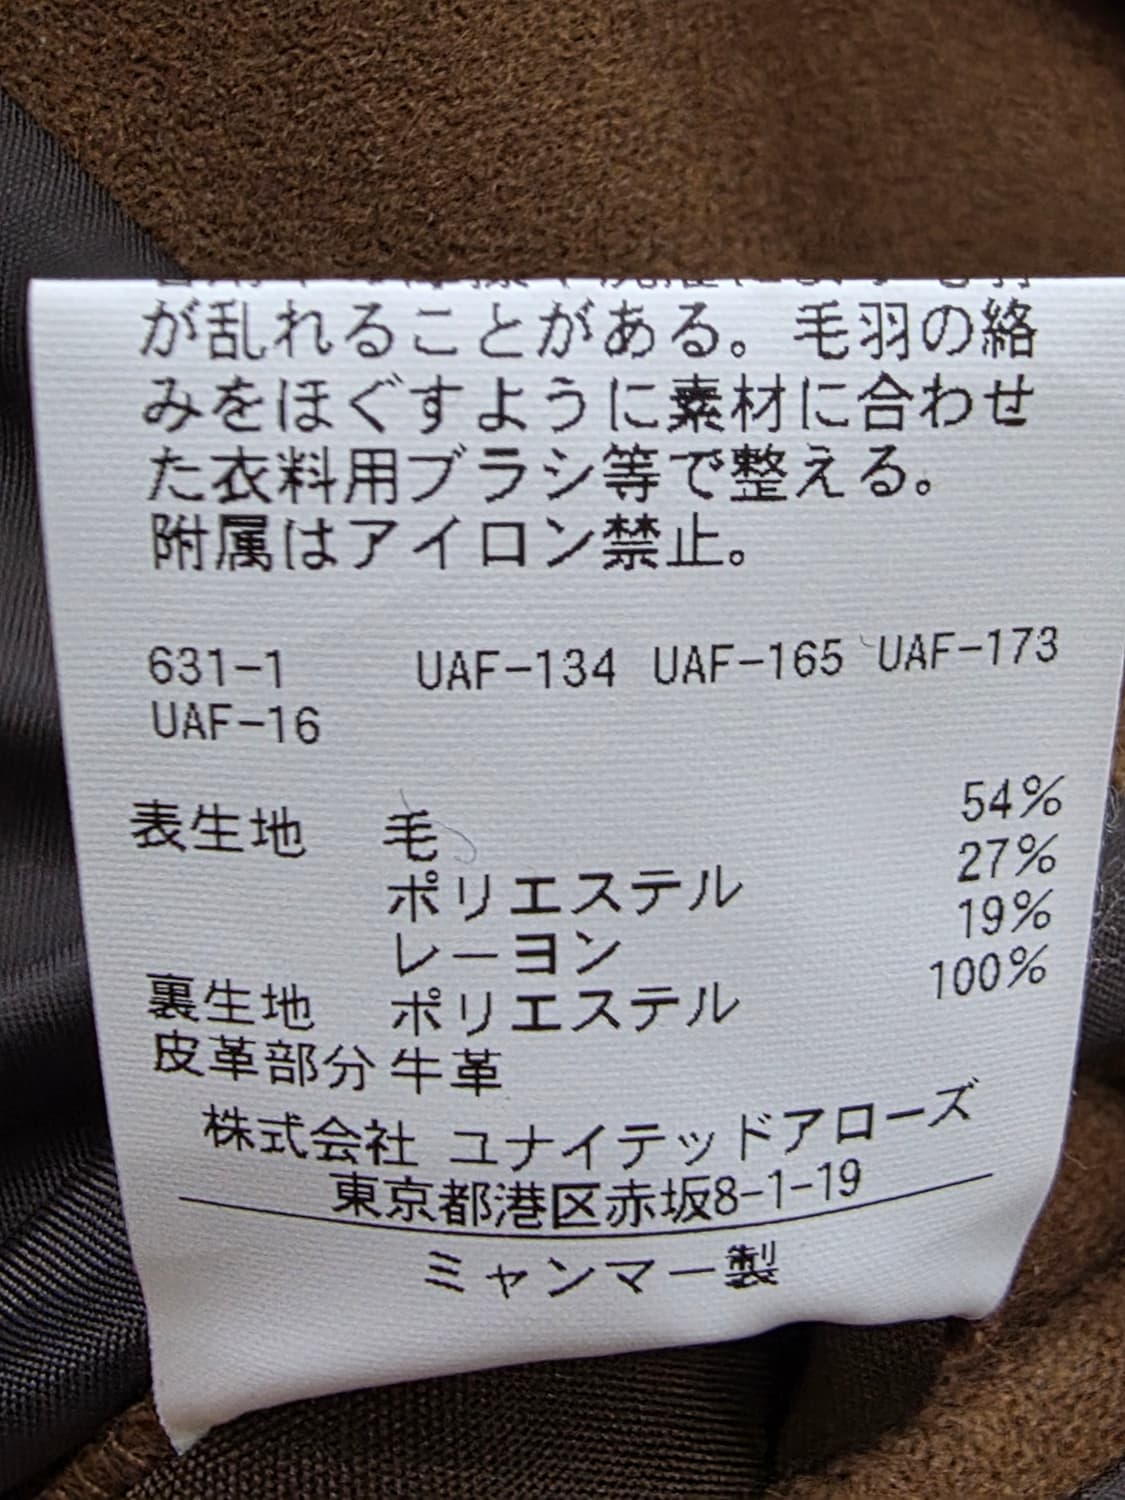 が乱れることがある。毛羽の絡
みをほぐすように素材に合わせ
た衣料用ブラシ等で整える。
附属はアイロン禁止。
631-1 UAF-134 UAF-165 UAF-173
UAF-16
表生地 毛 54%
ポリエステル 27%
レーヨン 19%
裏生地 ポリエステル 100%
皮革部分 牛革
株式会社 ユナイテッドアローズ
東京都港区赤坂8-1-19
ミャンマー製